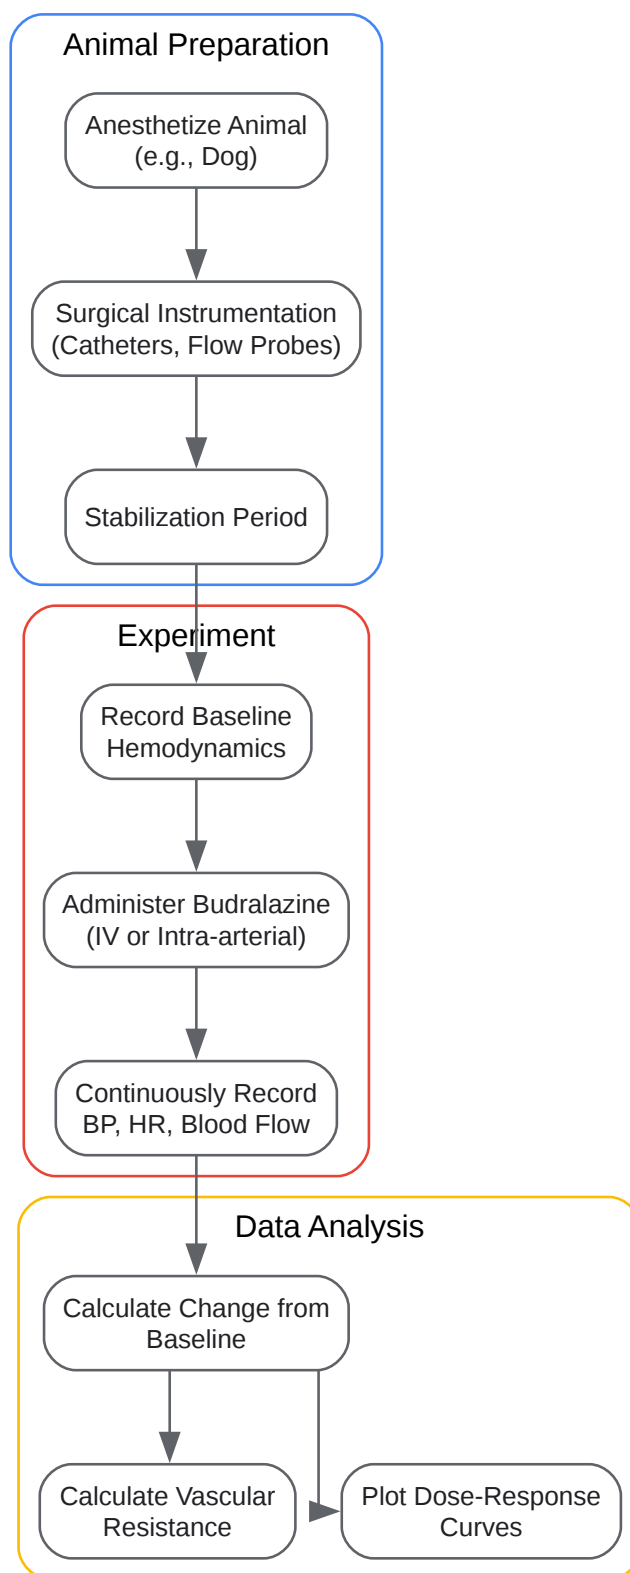 Animal Preparation
Anesthetize Animal
(e.g., Dog)
Surgical Instrumentation
(Catheters, Flow Probes)
Stabilization Period
Experiment
Record Baseline
Hemodynamics
Administer Budralazine
(IV or Intra-arterial)
Continuously Record
BP, HR, Blood Flow
Data Analysis
Calculate Change from
Baseline
Calculate Vascular
Resistance
Plot Dose-Response
Curves